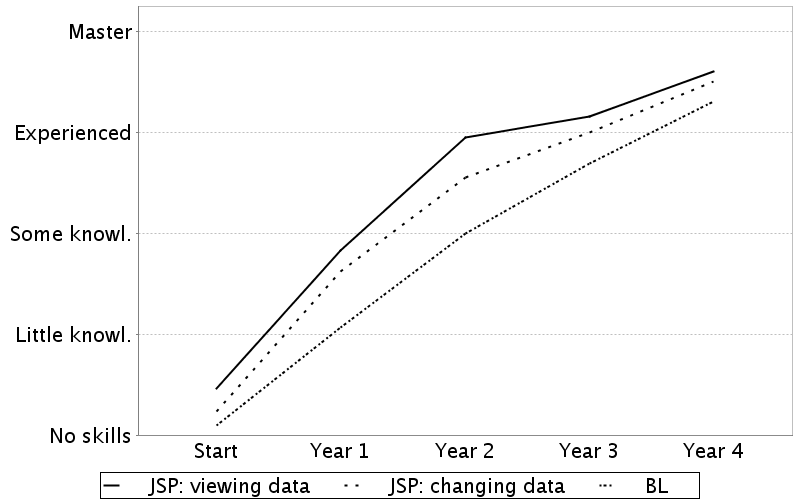 Master
Experienced
Some knowl.
Little knowl.
No skills
Start Year 1 Year 2 Year 3 Year 4
JSP: viewing data JSP: changing data BL